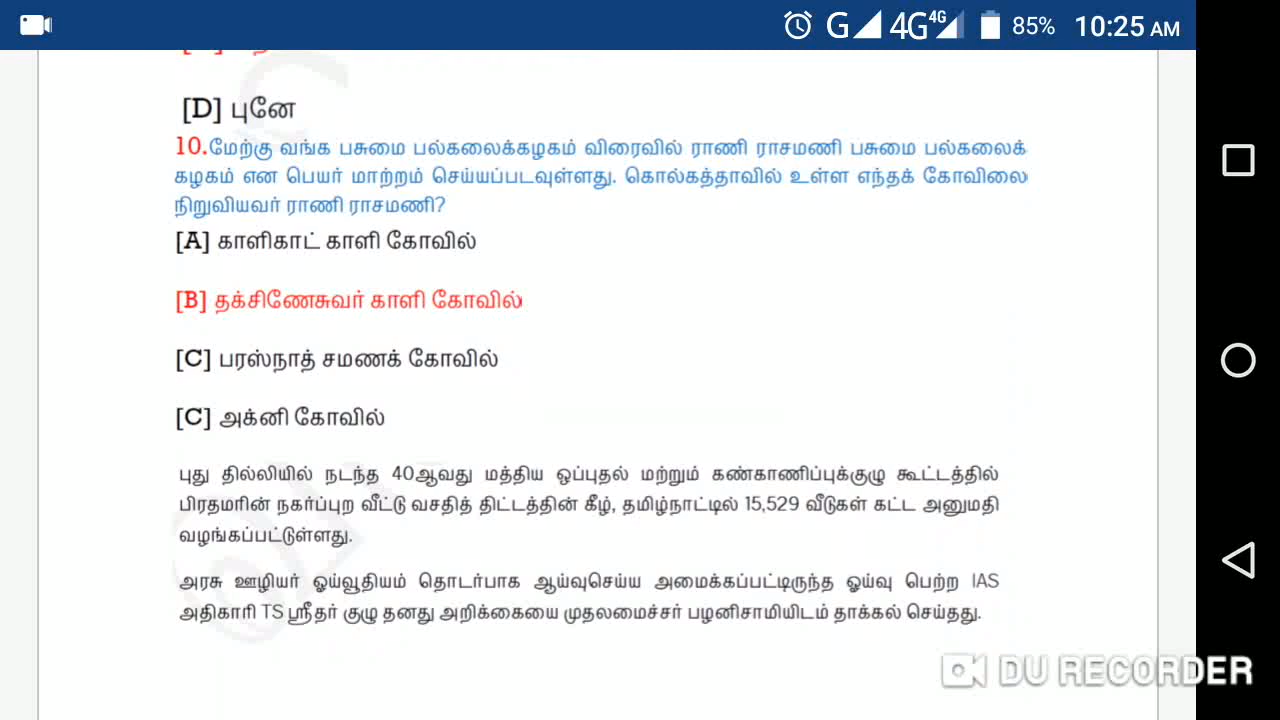 G 4G 4G 85% 10:25 AM
[D] புனே
10.மேற்கு வங்க பசுமை பல்கலைக்கழகம் விரைவில் ராணி ராசமணி பசுமை பல்கலைக்
கழகம் என பெயர் மாற்றம் செய்யப்படவுள்ளது. கொல்கத்தாவில் உள்ள எந்தக் கோவிலை
நிறுவியவர் ராணி ராசமணி?
[A] காளிகாட் காளி கோவில்
[B] தக்சிணேசுவர் காளி கோவில்
[C] பரஸ்நாத் சமணக் கோவில்
[C] அக்னி கோவில்
புது தில்லியில் நடந்த 40ஆவது மத்திய ஒப்புதல் மற்றும் கண்காணிப்புக்குழு கூட்டத்தில்
பிரதமரின் நகர்ப்புற வீட்டு வசதித் திட்டத்தின் கீழ், தமிழ்நாட்டில் 15,529 வீடுகள் கட்ட அனுமதி
வழங்கப்பட்டுள்ளது.
அரசு ஊழியர் ஓய்வூதியம் தொடர்பாக ஆய்வுசெய்ய அமைக்கப்பட்டிருந்த ஓய்வு பெற்ற IAS
அதிகாரி TS ஸ்ரீதர் குழு தனது அறிக்கையை முதலமைச்சர் பழனிசாமியிடம் தாக்கல் செய்தது.
DU RECORDER